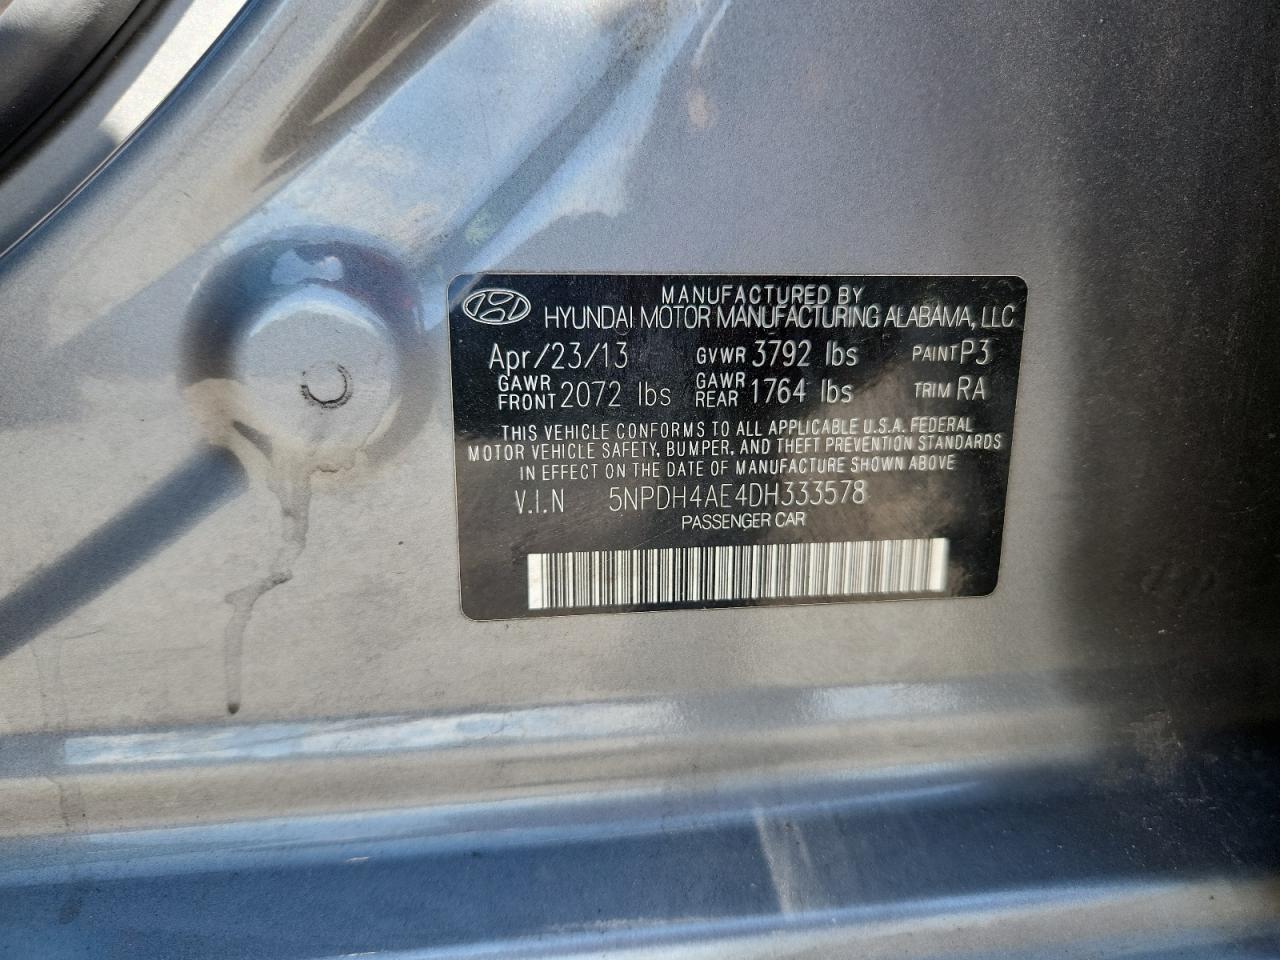 MANUFACTURED BY
HYUNDAI MOTOR MANUFACTURING ALABAMA, LLC
Apr/23/13 GVWR 3792 lbs PAINT P3
GAWR FRONT 2072 lbs GAWR REAR 1764 lbs TRIM RA
THIS VEHICLE CONFORMS TO ALL APPLICABLE U.S.A. FEDERAL
MOTOR VEHICLE SAFETY, BUMPER, AND THEFT PREVENTION STANDARDS
IN EFFECT ON THE DATE OF MANUFACTURE SHOWN ABOVE
V.I.N 5NPDH4AE4DH333578
PASSENGER CAR